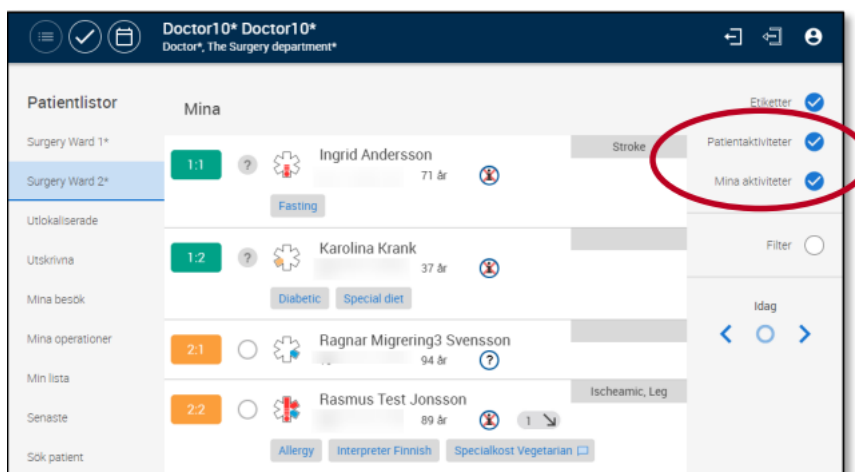 Doctor10* Doctor10*
Doctor*, The Surgery department*
Patientlistor
Surgery Ward 1*
Surgery Ward 2*
Utlokaliserade
Utskrivna
Mina besök
Mina operationer
Min lista
Senaste
Sök patient
Mina
1:1
?
Ingrid Andersson
71 år
Stroke
Fasting
1:2
?
Karolina Krank
37 år
Diabetic
Special diet
2:1
Ragnar Migrering3 Svensson
94 år
?
2:2
Rasmus Test Jonsson
89 år
1
Ischeamic, Leg
Allergy
Interpreter Finnish
Specialkost Vegetarian
Etiketter
Patientaktiviteter
Mina aktiviteter
Filter
Idag